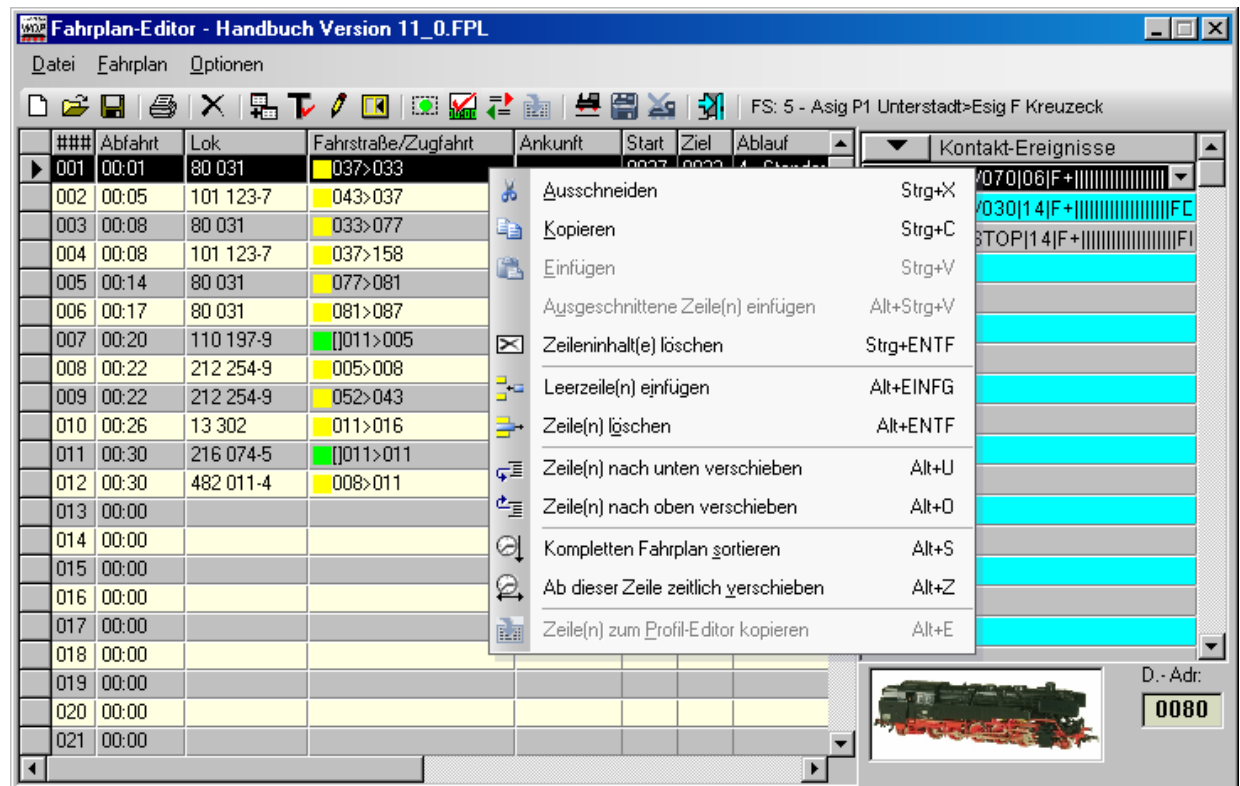 Fahrplan-Editor - Handbuch Version 11_0.FPL
Datei Fahrplan Optionen
FS: 5 - Asig P1 Unterstadt>Esig F Kreuzeck
### Abfahrt Lok Fahrstraße/Zugfahrt Ankunft Start Ziel Ablauf Kontakt-Ereignisse
001 00:01 80 031 037>033
002 00:05 101 123-7 043>037
003 00:08 80 031 033>077
004 00:08 101 123-7 037>158
005 00:14 80 031 077>081
006 00:17 80 031 081>087
007 00:20 110 197-9 []011>005
008 00:22 212 254-9 005>008
009 00:22 212 254-9 052>043
010 00:26 13 302 011>016
011 00:30 216 074-5 []011>011
012 00:30 482 011-4 008>011
013 00:00
014 00:00
015 00:00
016 00:00
017 00:00
018 00:00
019 00:00
020 00:00
021 00:00
Ausschneiden Strg+X
Kopieren Strg+C
Einfügen Strg+V
Ausgeschnittene Zeile(n) einfügen Alt+Strg+V
Zeileninhalt(e) löschen Strg+ENTF
Leerzeile(n) einfügen Alt+EINFG
Zeile(n) löschen Alt+ENTF
Zeile(n) nach unten verschieben Alt+U
Zeile(n) nach oben verschieben Alt+O
Kompletten Fahrplan sortieren Alt+S
Ab dieser Zeile zeitlich verschieben Alt+Z
Zeile(n) zum Profil-Editor kopieren Alt+E
D.- Adr:
0080